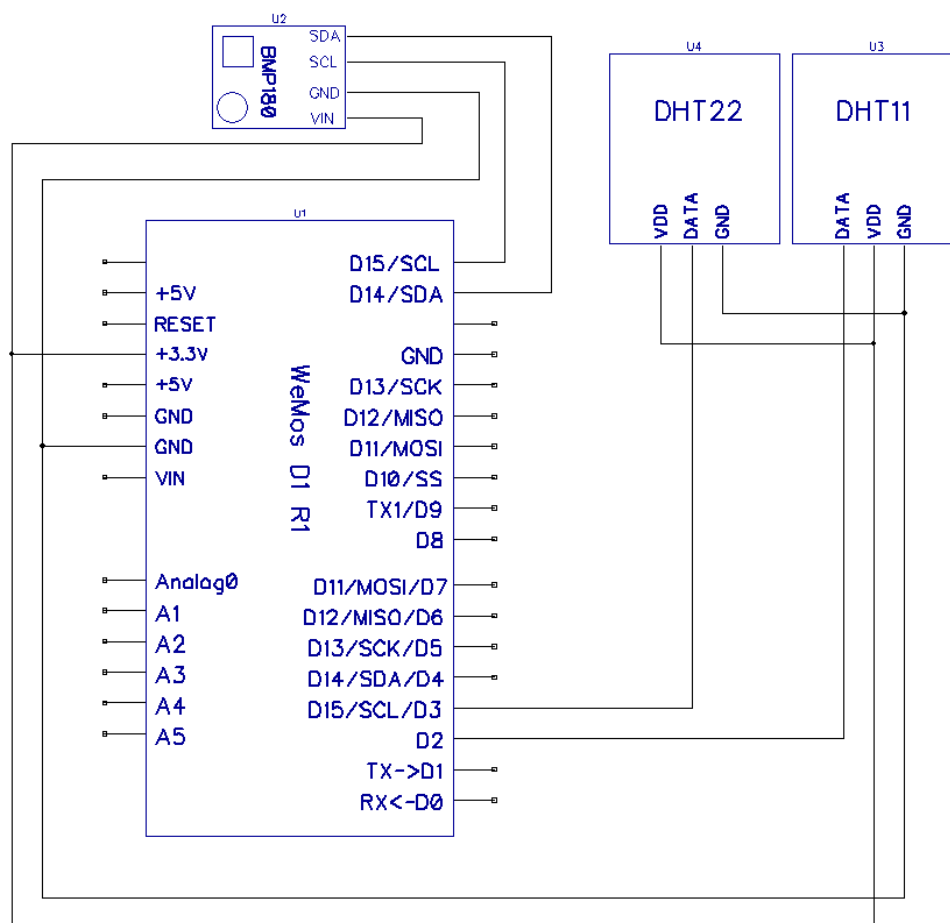 U2
SDA
SCL
GND
VIN
BMP180
U4
DHT22
VDD
DATA
GND
U3
DHT11
DATA
VDD
GND
U1
+5V
RESET
+3.3V
+5V
GND
GND
VIN
Analog0
A1
A2
A3
A4
A5
WeMos D1 R1
D15/SCL
D14/SDA
GND
D13/SCK
D12/MISO
D11/MOSI
D10/SS
TX1/D9
D8
D11/MOSI/D7
D12/MISO/D6
D13/SCK/D5
D14/SDA/D4
D15/SCL/D3
D2
TX->D1
RX<-D0